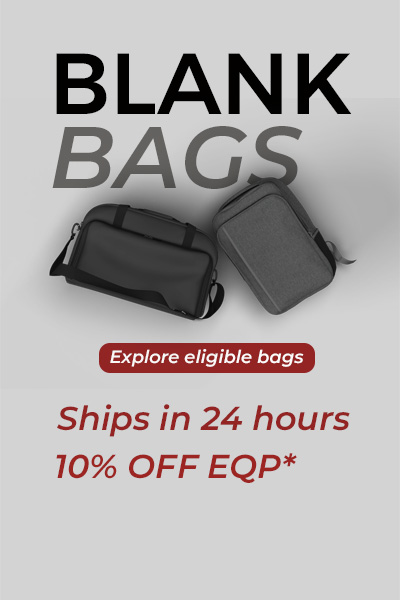 BLANK
BAGS
Explore eligible bags
Ships in 24 hours
10% OFF EQP*